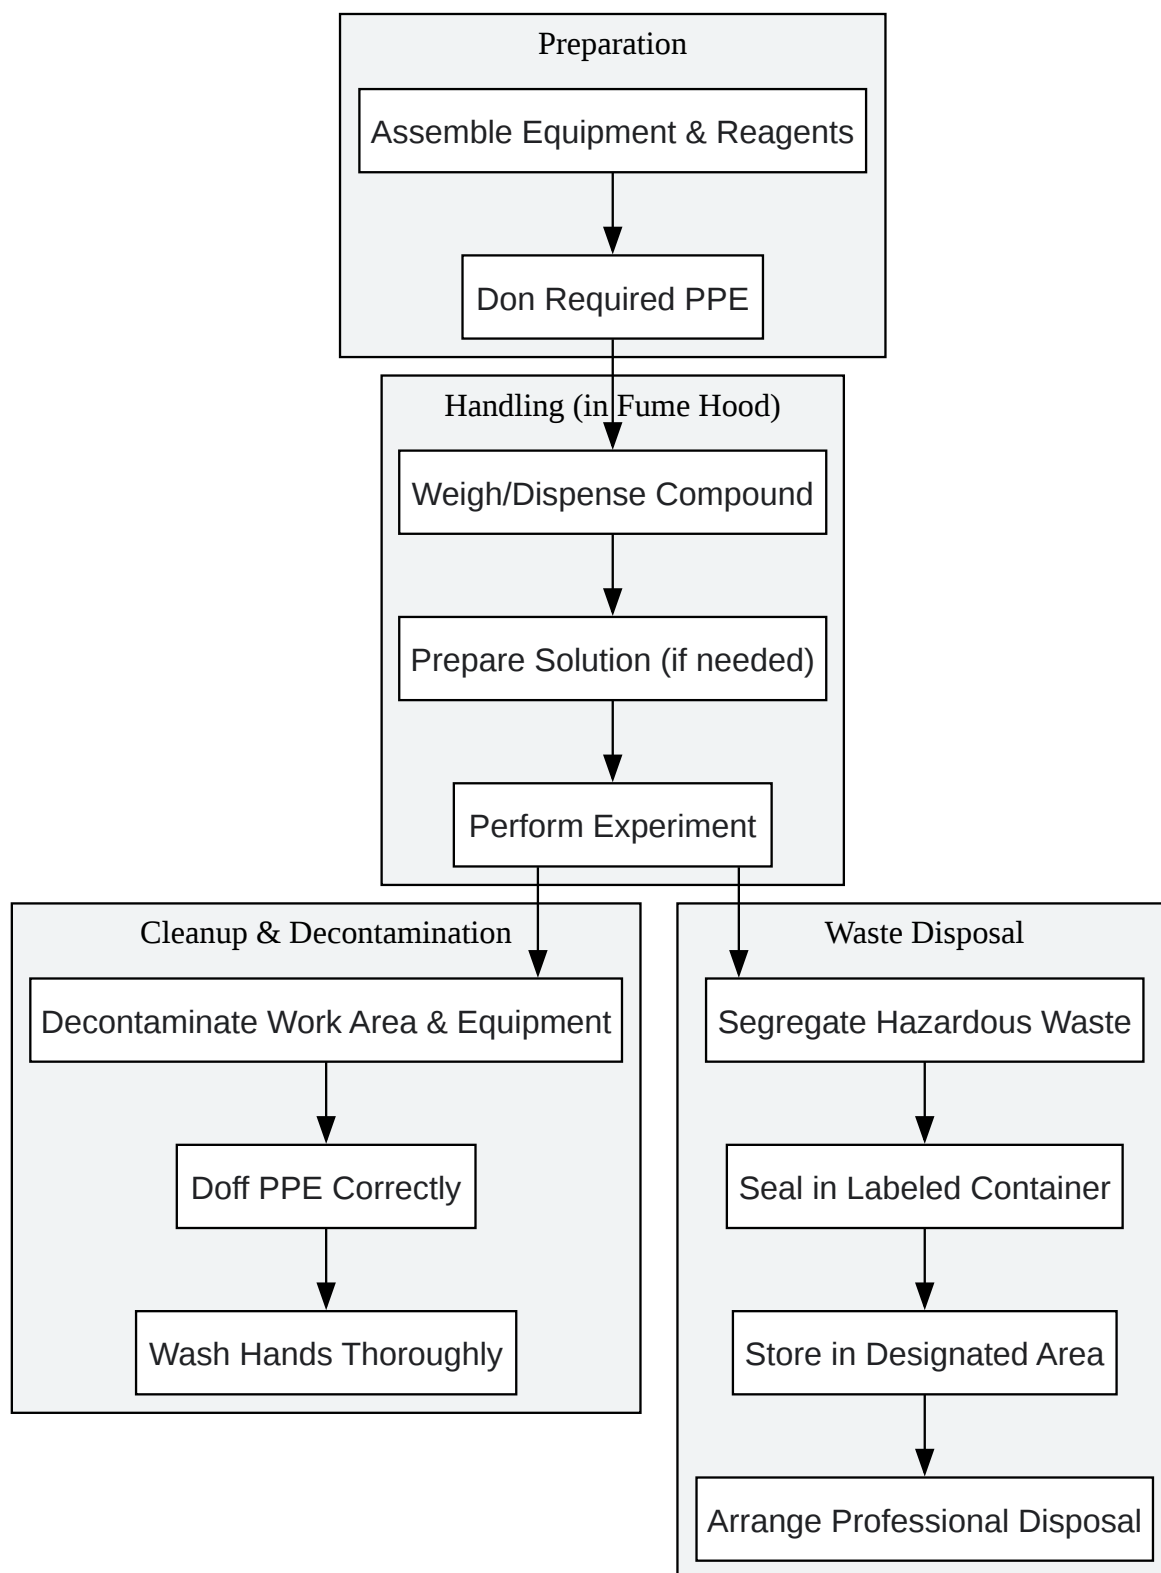 Preparation
Assemble Equipment & Reagents
Don Required PPE
Handling (in Fume Hood)
Weigh/Dispense Compound
Prepare Solution (if needed)
Perform Experiment
Cleanup & Decontamination
Decontaminate Work Area & Equipment
Doff PPE Correctly
Wash Hands Thoroughly
Waste Disposal
Segregate Hazardous Waste
Seal in Labeled Container
Store in Designated Area
Arrange Professional Disposal